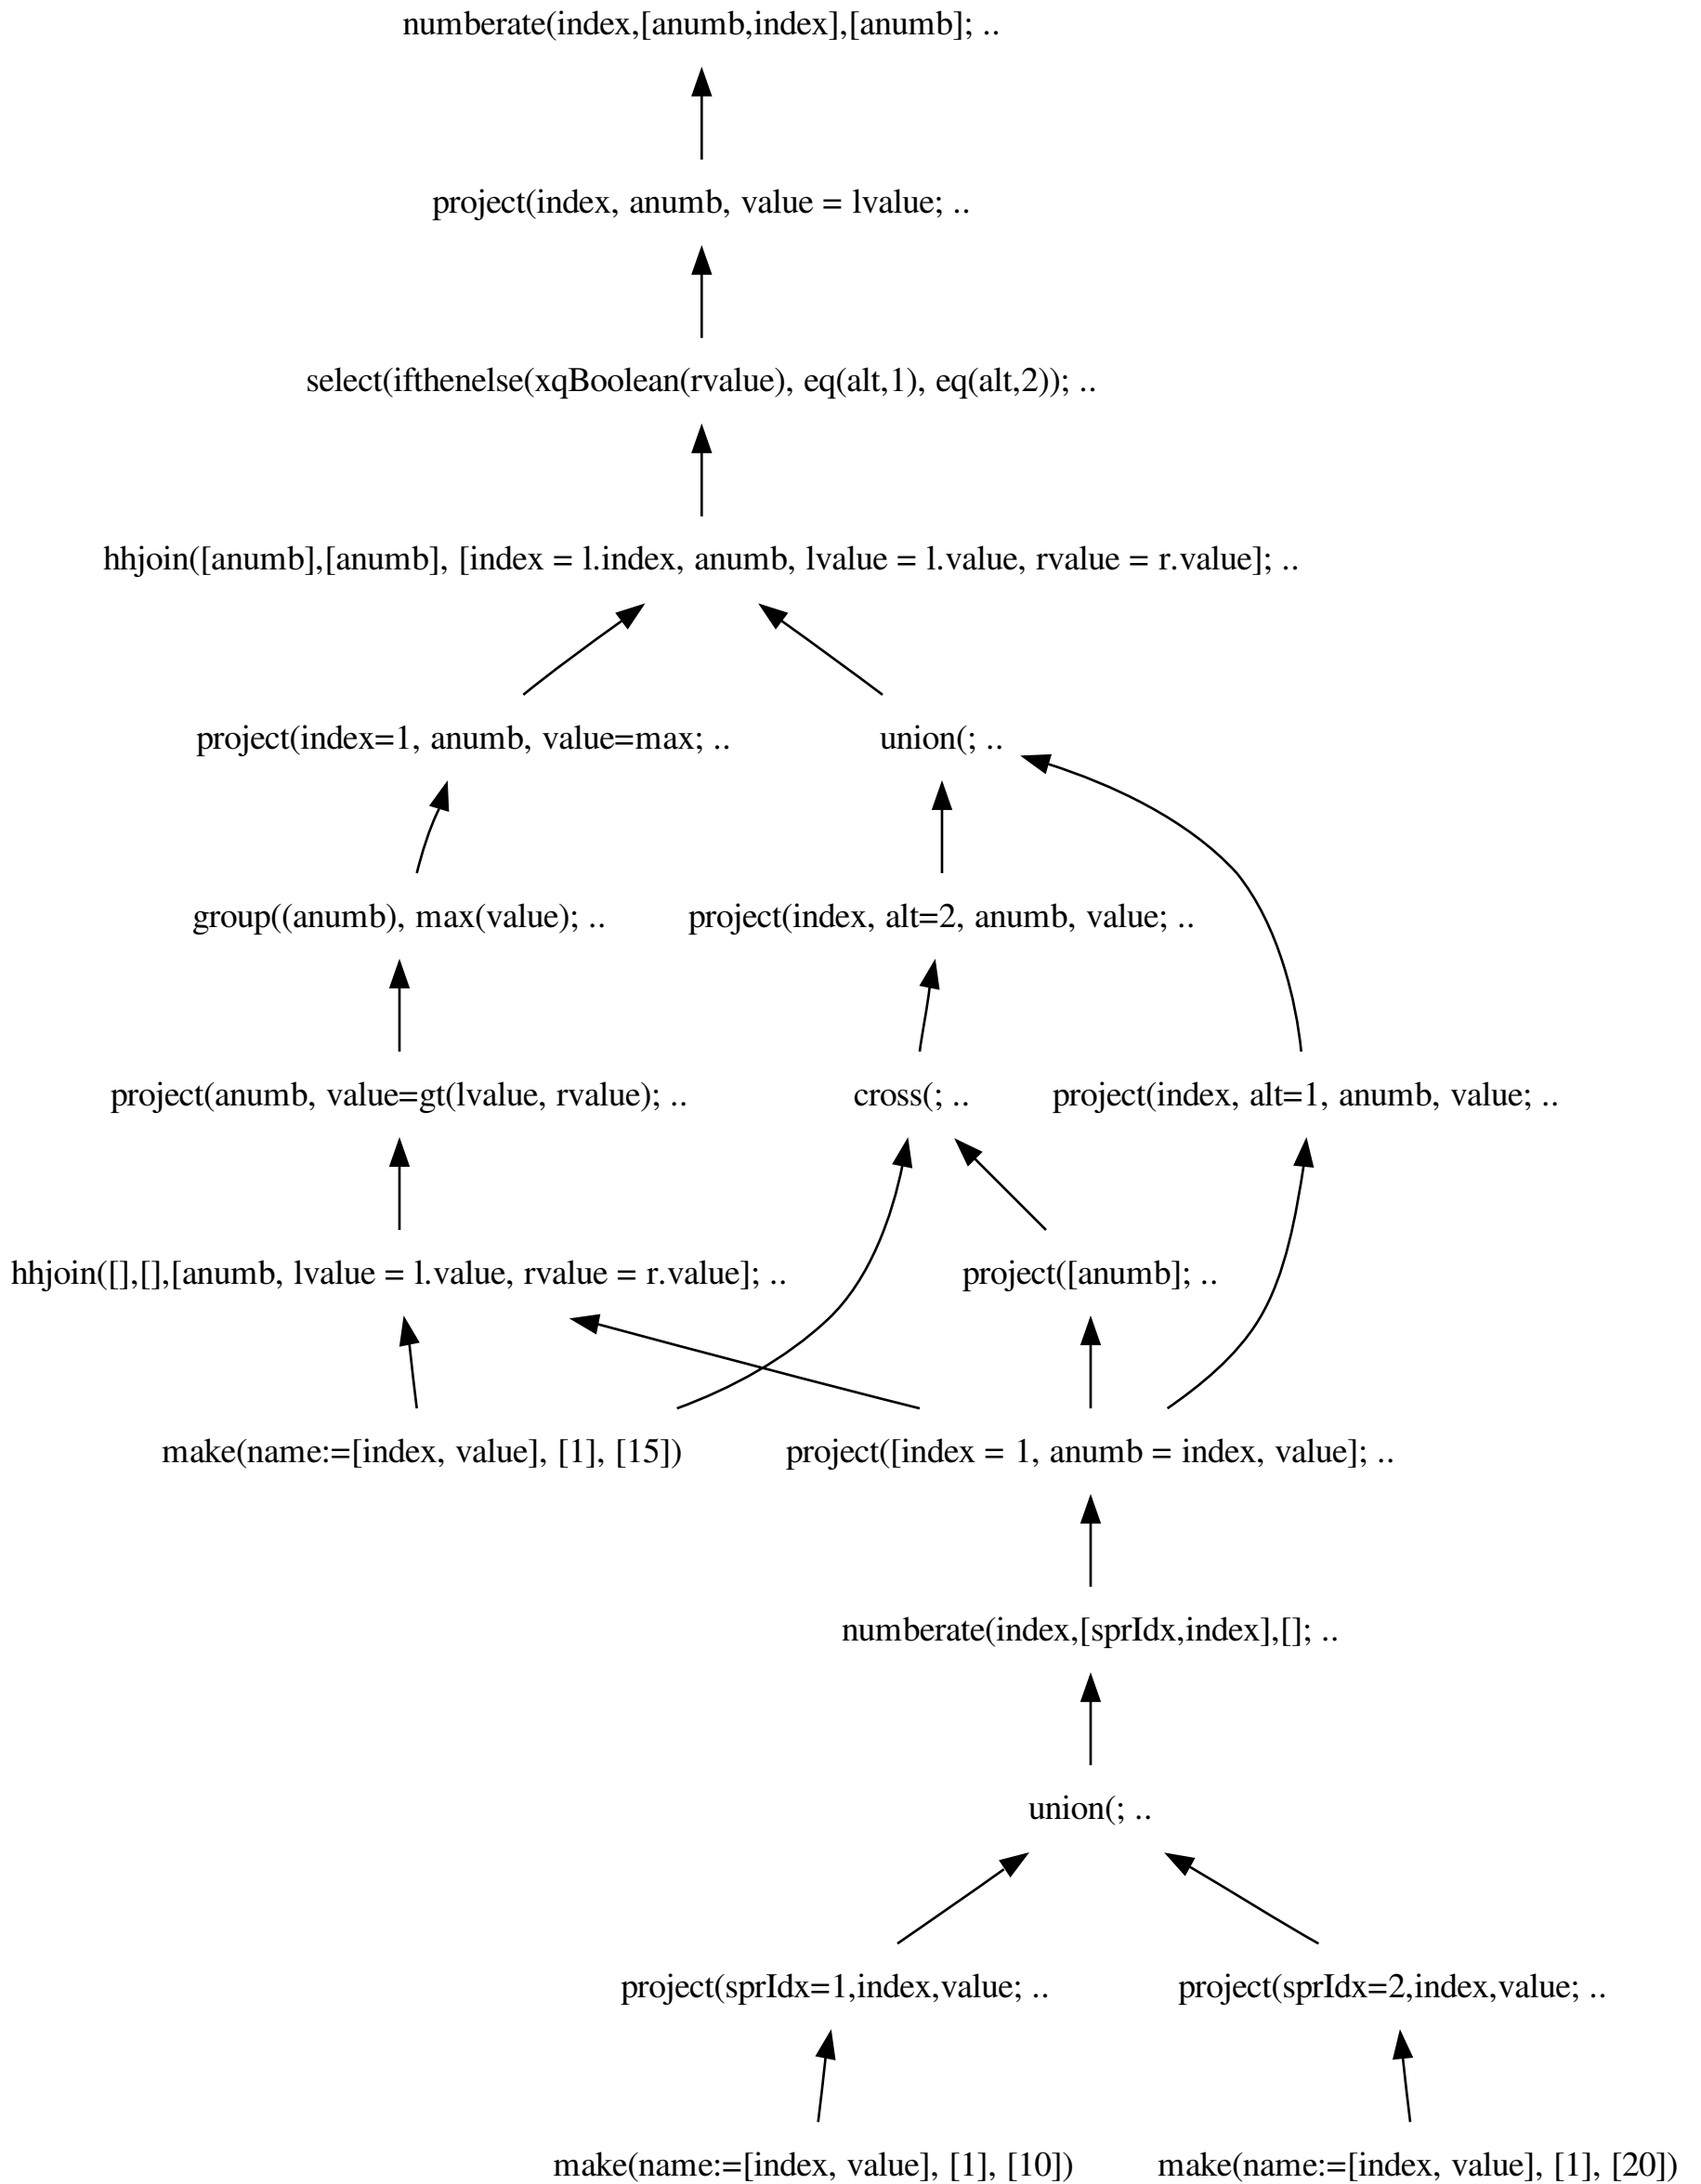 numberate(index,[anumb,index],[anumb]; ..
project(index, anumb, value = lvalue; ..
select(ifthenelse(xqBoolean(rvalue), eq(alt,1), eq(alt,2)); ..
hhjoin([anumb],[anumb], [index = l.index, anumb, lvalue = l.value, rvalue = r.value]; ..
project(index=1, anumb, value=max; ..
union(; ..
group((anumb), max(value); ..
project(index, alt=2, anumb, value; ..
project(anumb, value=gt(lvalue, rvalue); ..
cross(; ..
project(index, alt=1, anumb, value; ..
hhjoin([],[],[anumb, lvalue = l.value, rvalue = r.value]; ..
project([anumb]; ..
make(name:=[index, value], [1], [15])
project([index = 1, anumb = index, value]; ..
numberate(index,[sprIdx,index],[]; ..
union(; ..
project(sprIdx=1,index,value; ..
project(sprIdx=2,index,value; ..
make(name:=[index, value], [1], [10])
make(name:=[index, value], [1], [20])